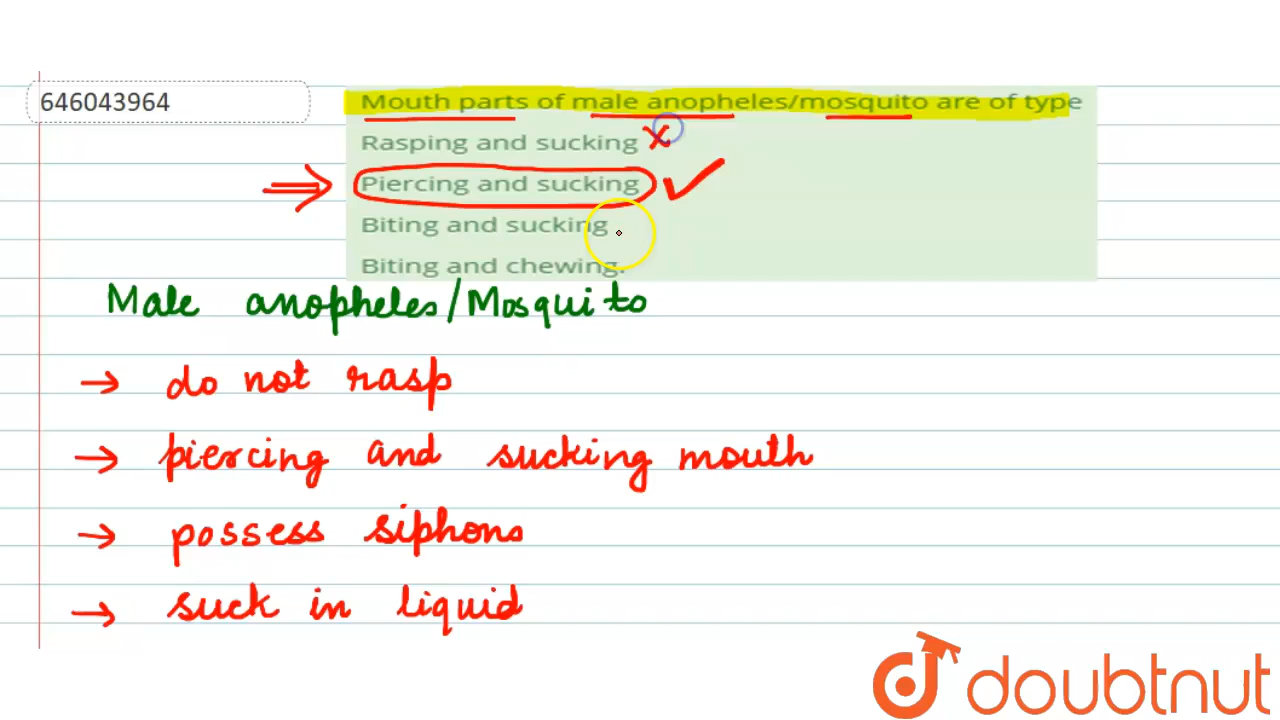 646043964
Mouth parts of male anopheles/mosquito are of type
Rasping and sucking
Piercing and sucking
Biting and sucking
Biting and chewing.
Male anopheles/Mosquito
→ do not rasp
→ piercing and sucking mouth
→ possess siphons
→ suck in liquid
doubtnut